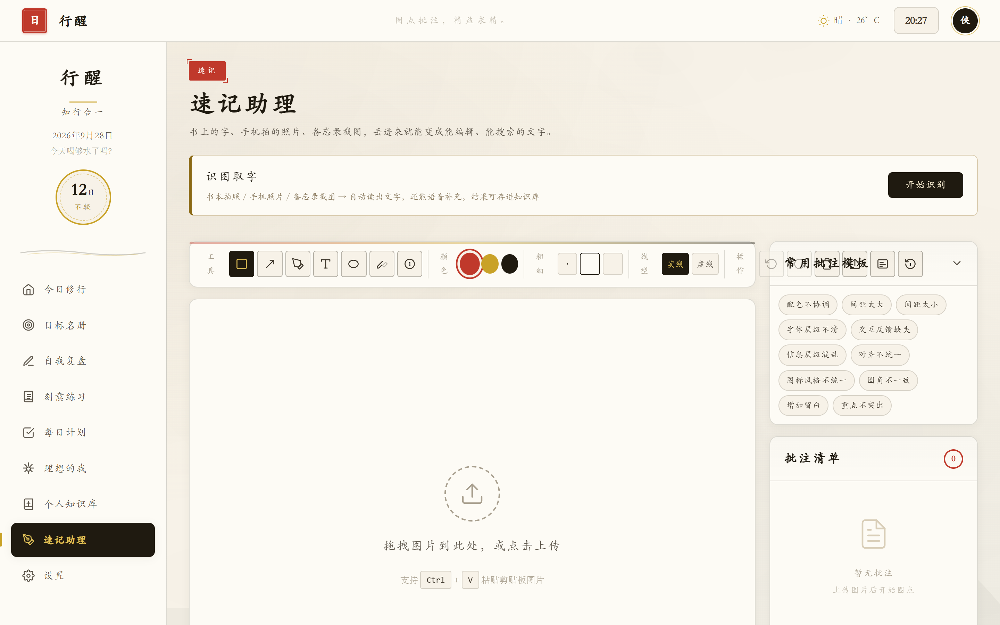 日 行醒
圈点批注，精益求精。
晴 · 26° C
20:27
侠
行醒
知行合一
2026年9月28日
今天喝够水了吗?
12日
不辍
今日修行
目标名册
自我复盘
刻意练习
每日计划
理想的我
个人知识库
速记助理
设置
速记
速记助理
书上的字、手机拍的照片、备忘录截图，丢进来就能变成能编辑、能搜索的文字。
识图取字
书本拍照 / 手机照片 / 备忘录截图 → 自动读出文字，还能语音补充，结果可存进知识库
开始识别
工具
T
1
颜色
粗细
线型
实线
虚线
操作
1
拖拽图片到此处，或点击上传
支持 Ctrl + V 粘贴剪贴板图片
常用批注模板
配色不协调 间距太大 间距太小
字体层级不清 交互反馈缺失
信息层级混乱 对齐不统一
图标风格不统一 圆角不一致
增加留白 重点不突出
批注清单
0
暂无批注
上传图片后开始圈点